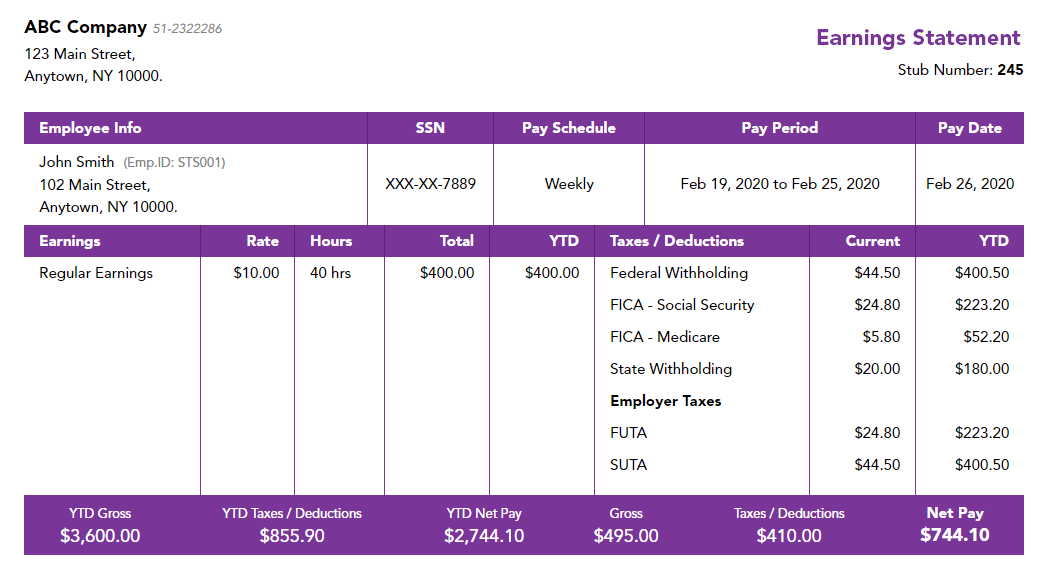 ABC Company 51-2322286
123 Main Street,
Anytown, NY 10000.
Earnings Statement
Stub Number: 245
Employee Info SSN Pay Schedule Pay Period Pay Date
John Smith (Emp.ID: STS001)
102 Main Street,
Anytown, NY 10000.
XXX-XX-7889 Weekly Feb 19, 2020 to Feb 25, 2020 Feb 26, 2020
Earnings Rate Hours Total YTD Taxes / Deductions Current YTD
Regular Earnings $10.00 40 hrs $400.00 $400.00 Federal Withholding $44.50 $400.50
FICA - Social Security $24.80 $223.20
FICA - Medicare $5.80 $52.20
State Withholding $20.00 $180.00
Employer Taxes
FUTA $24.80 $223.20
SUTA $44.50 $400.50
YTD Gross YTD Taxes / Deductions YTD Net Pay Gross Taxes / Deductions Net Pay
$3,600.00 $855.90 $2,744.10 $495.00 $410.00 $744.10